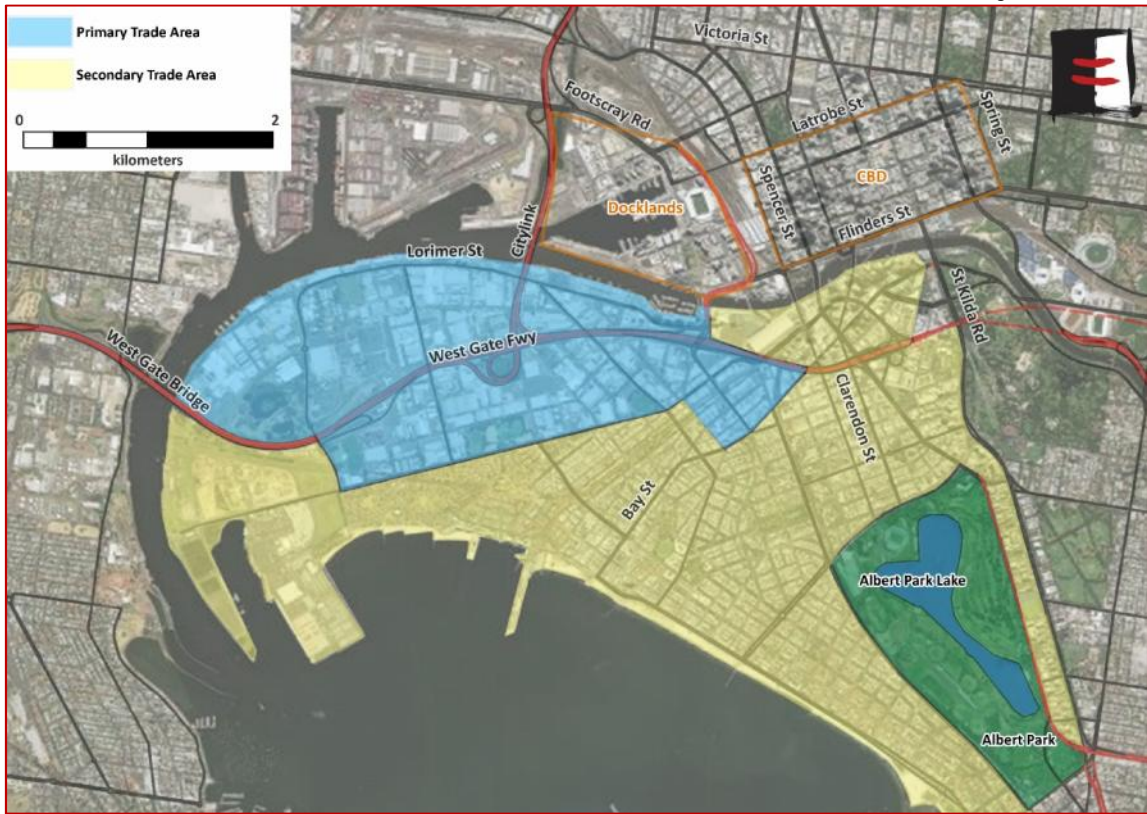 Primary Trade Area
Secondary Trade Area
0 2
kilometers
Victoria St
Footscray Rd
Latrobe St
Spring St
Spencer St
CBD
Docklands
Flinders St
Citylink
Lorimer St
St Kilda Rd
West Gate Fwy
West Gate Bridge
Clarendon St
Bay St
Albert Park Lake
Albert Park